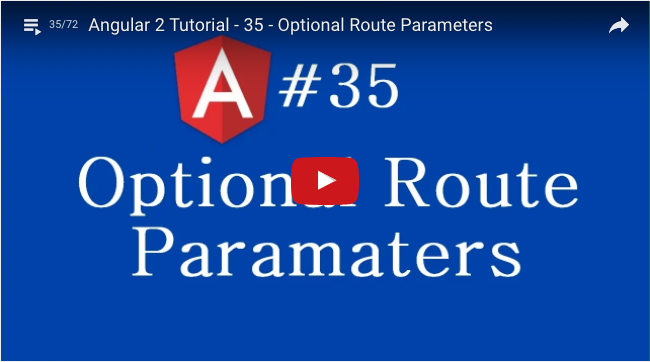 35/72 Angular 2 Tutorial - 35 - Optional Route Parameters
A #35
Optional Route
Paramaters